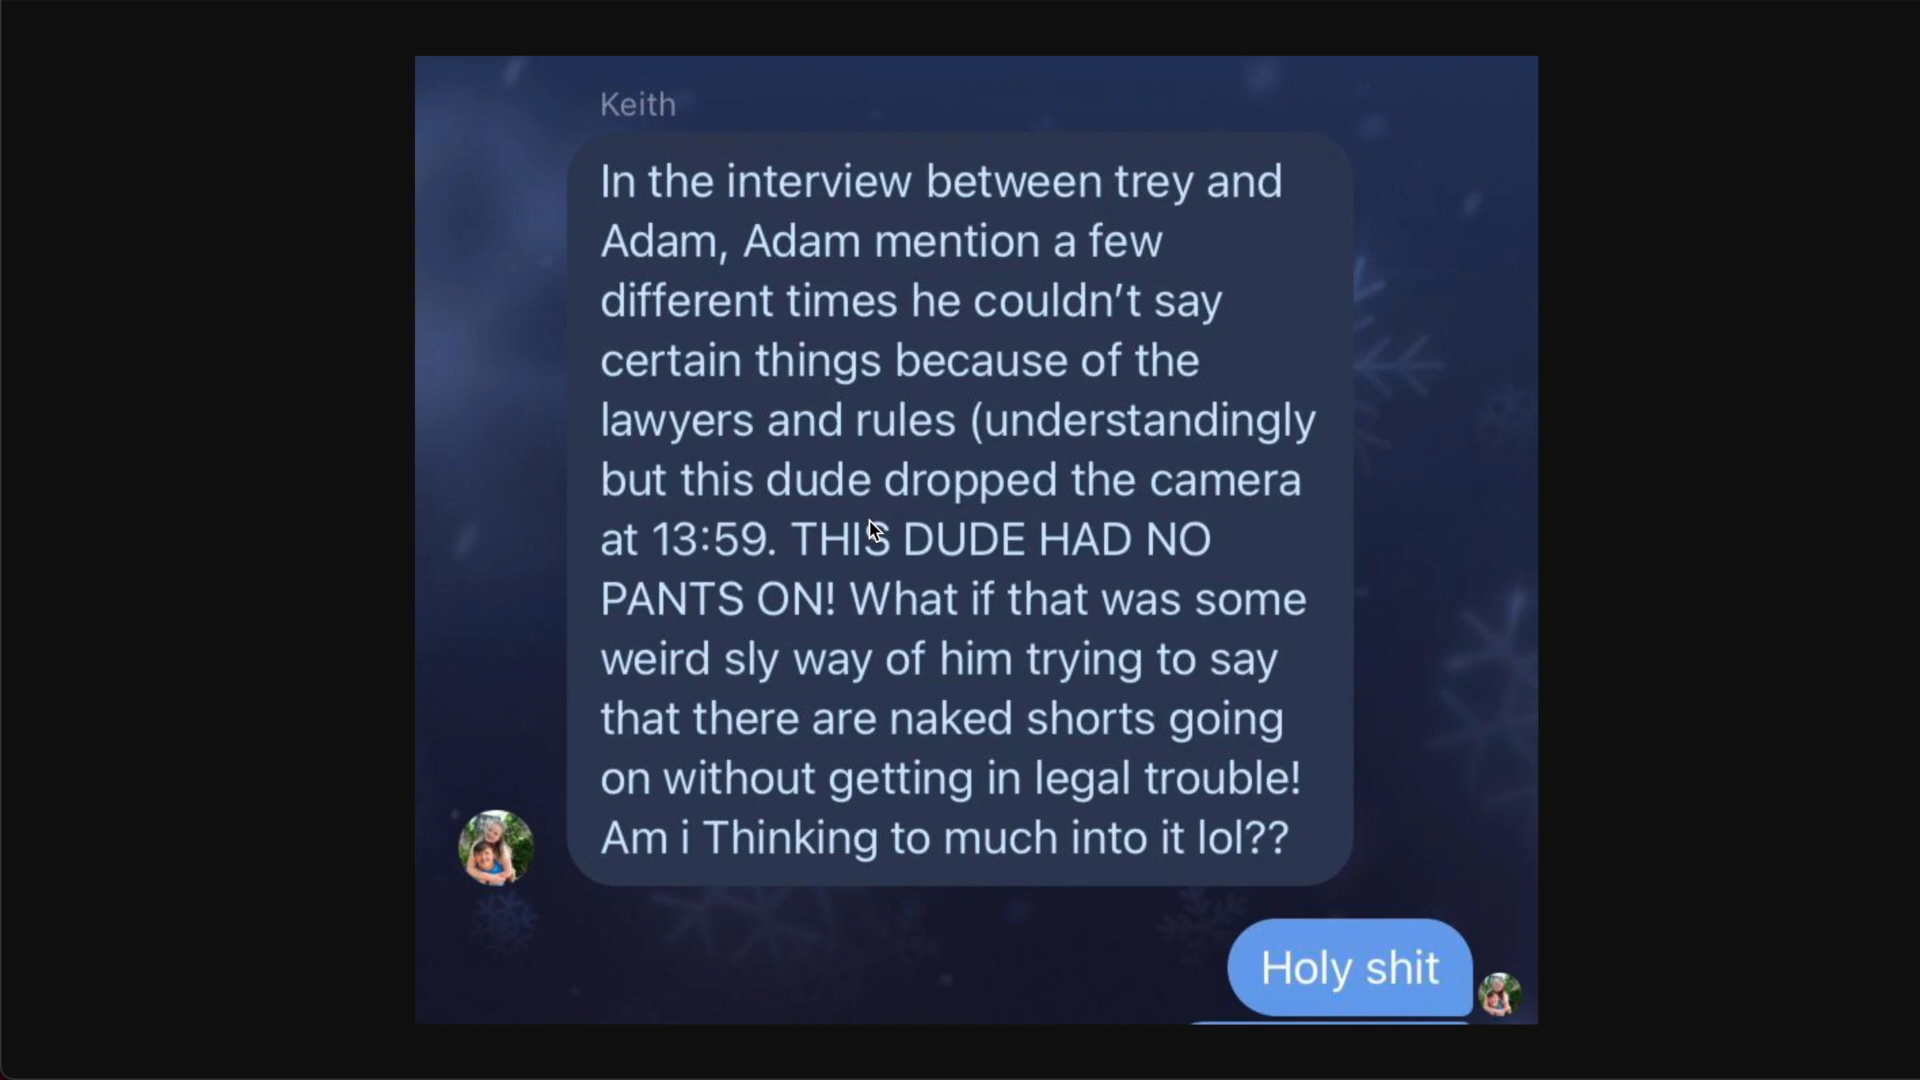 Keith
In the interview between trey and
Adam, Adam mention a few
different times he couldn’t say
certain things because of the
lawyers and rules (understandingly
but this dude dropped the camera
at 13:59. THIS DUDE HAD NO
PANTS ON! What if that was some
weird sly way of him trying to say
that there are naked shorts going
on without getting in legal trouble!
Am i Thinking to much into it lol??
Holy shit